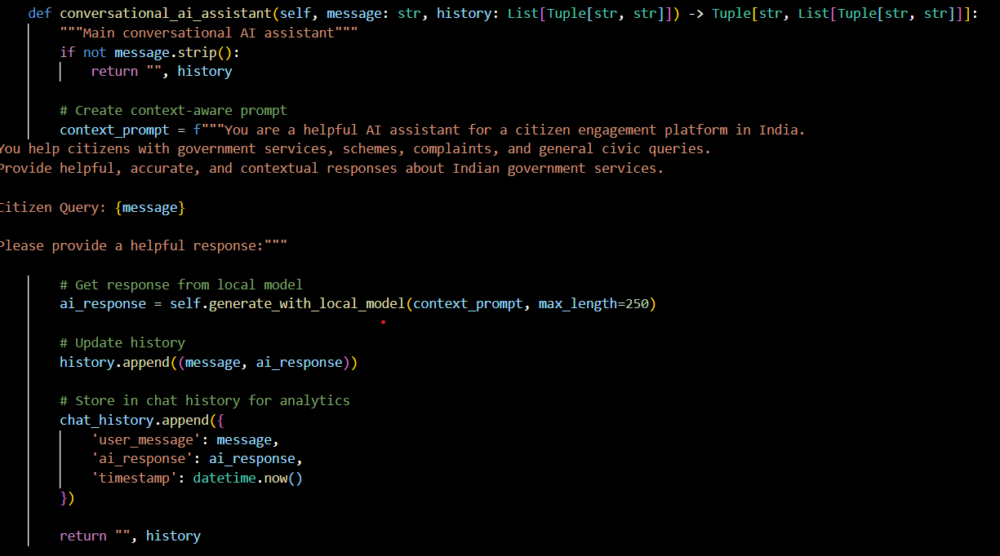 def conversational_ai_assistant(self, message: str, history: List[Tuple[str, str]]) -> Tuple[str, List[Tuple[str, str]]]:
"""Main conversational AI assistant"""
if not message.strip():
return "", history
# Create context-aware prompt
context_prompt = f"""You are a helpful AI assistant for a citizen engagement platform in India.
You help citizens with government services, schemes, complaints, and general civic queries.
Provide helpful, accurate, and contextual responses about Indian government services.
Citizen Query: {message}
Please provide a helpful response:"""
# Get response from local model
ai_response = self.generate_with_local_model(context_prompt, max_length=250)
# Update history
history.append((message, ai_response))
# Store in chat history for analytics
chat_history.append({
'user_message': message,
'ai_response': ai_response,
'timestamp': datetime.now()
})
return "", history